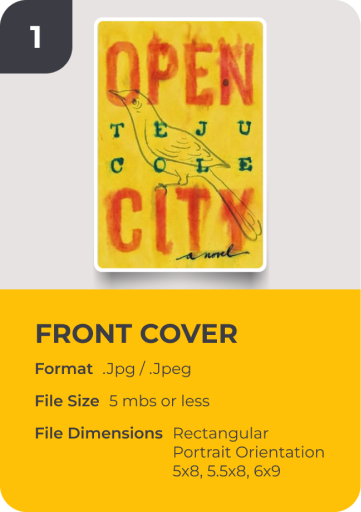 1
OPEN
TEJU
COLE
CITY
a novel
FRONT COVER
Format .Jpg / .Jpeg
File Size 5 mbs or less
File Dimensions Rectangular
Portrait Orientation
5x8, 5.5x8, 6x9